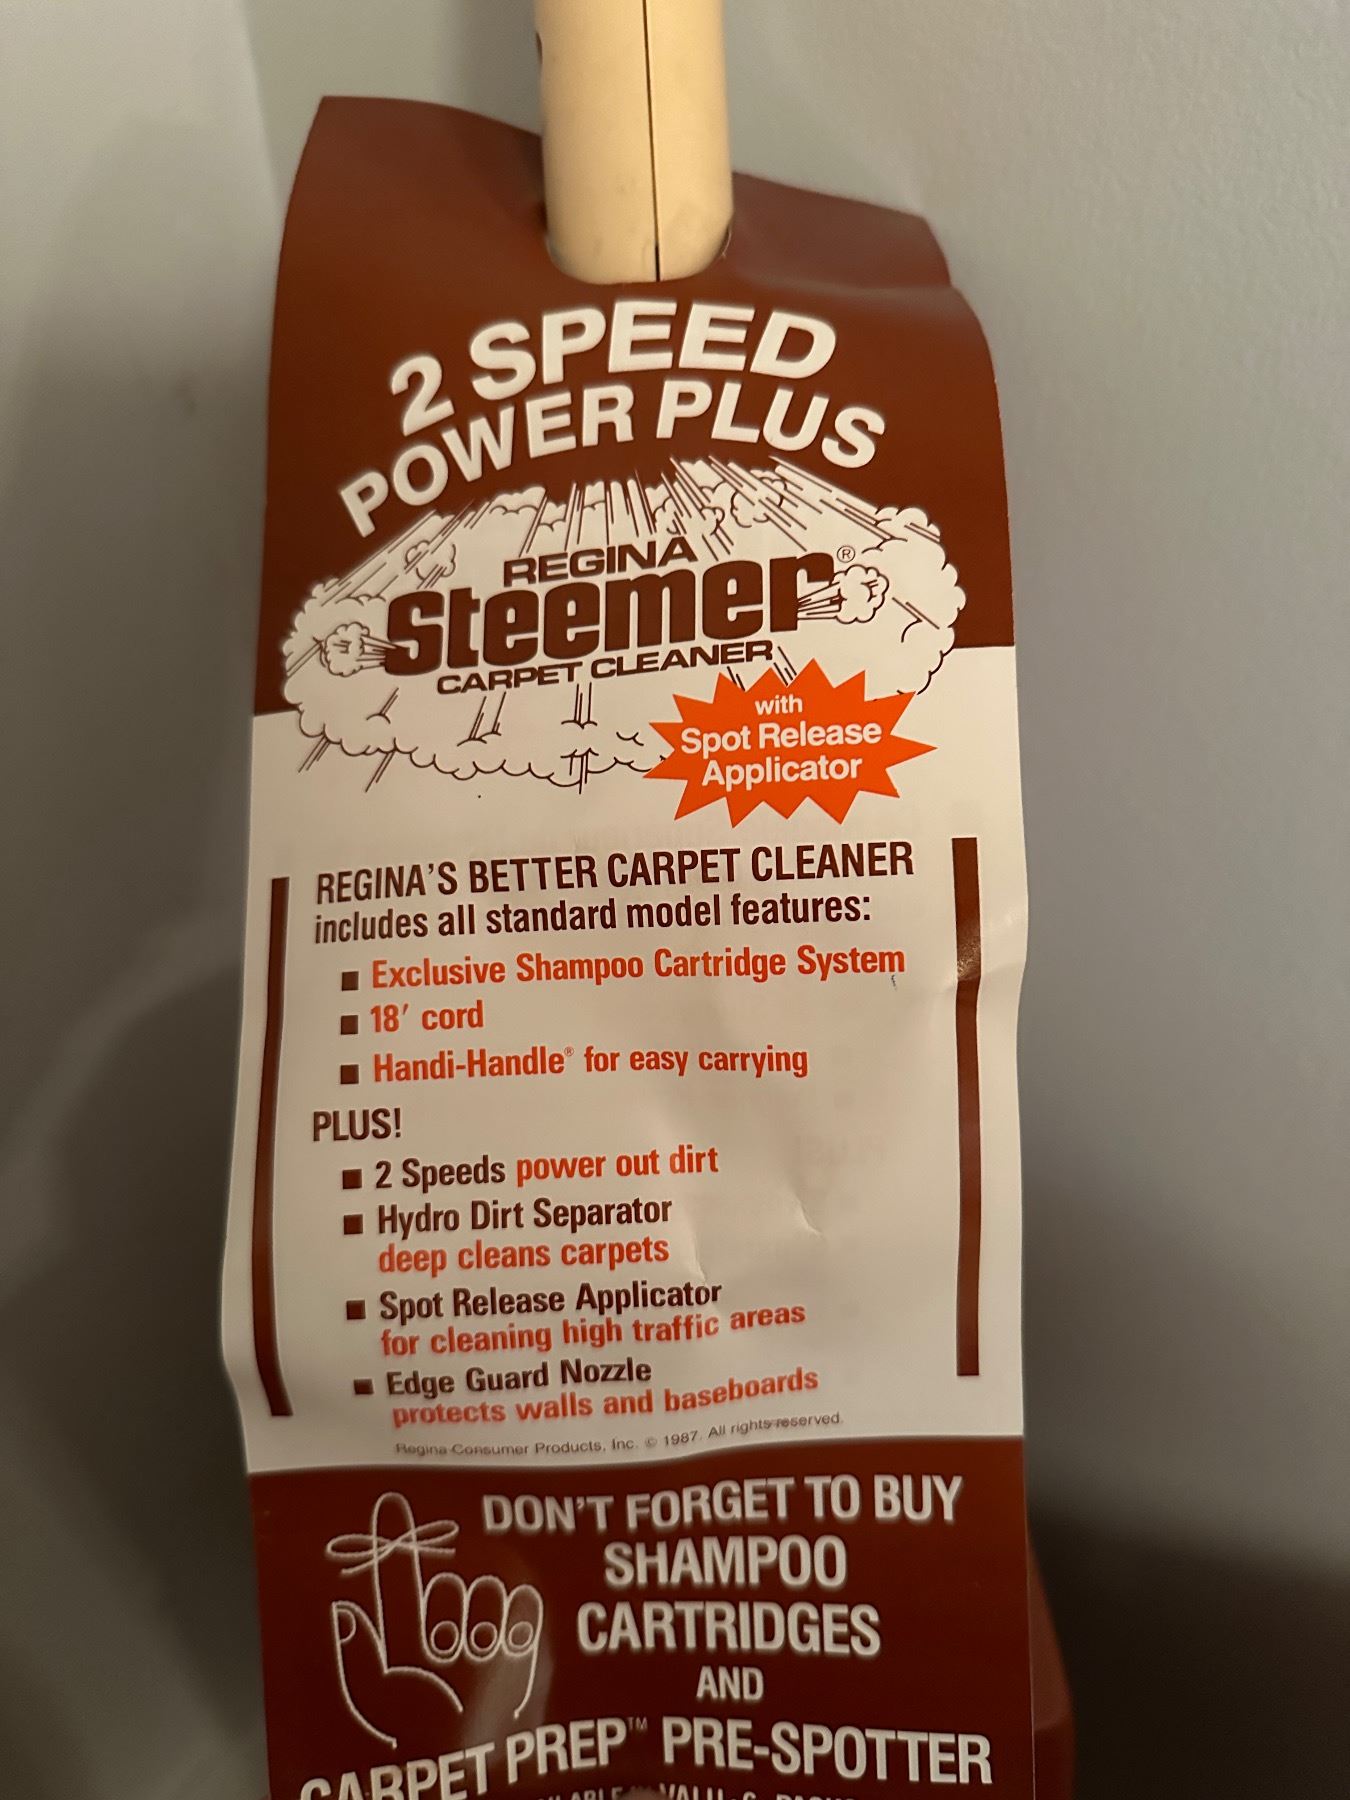 2 SPEED
POWER PLUS
REGINA
Steemer®
CARPET CLEANER
with
Spot Release
Applicator
REGINA'S BETTER CARPET CLEANER
includes all standard model features:
■ Exclusive Shampoo Cartridge System
■ 18' cord
■ Handi-Handle® for easy carrying
PLUS!
■ 2 Speeds power out dirt
■ Hydro Dirt Separator
deep cleans carpets
■ Spot Release Applicator
for cleaning high traffic areas
■ Edge Guard Nozzle
protects walls and baseboards
Regina Consumer Products, Inc. © 1987. All rights reserved.
DON'T FORGET TO BUY
SHAMPOO
CARTRIDGES
AND
CARPET PREP™ PRE-SPOTTER